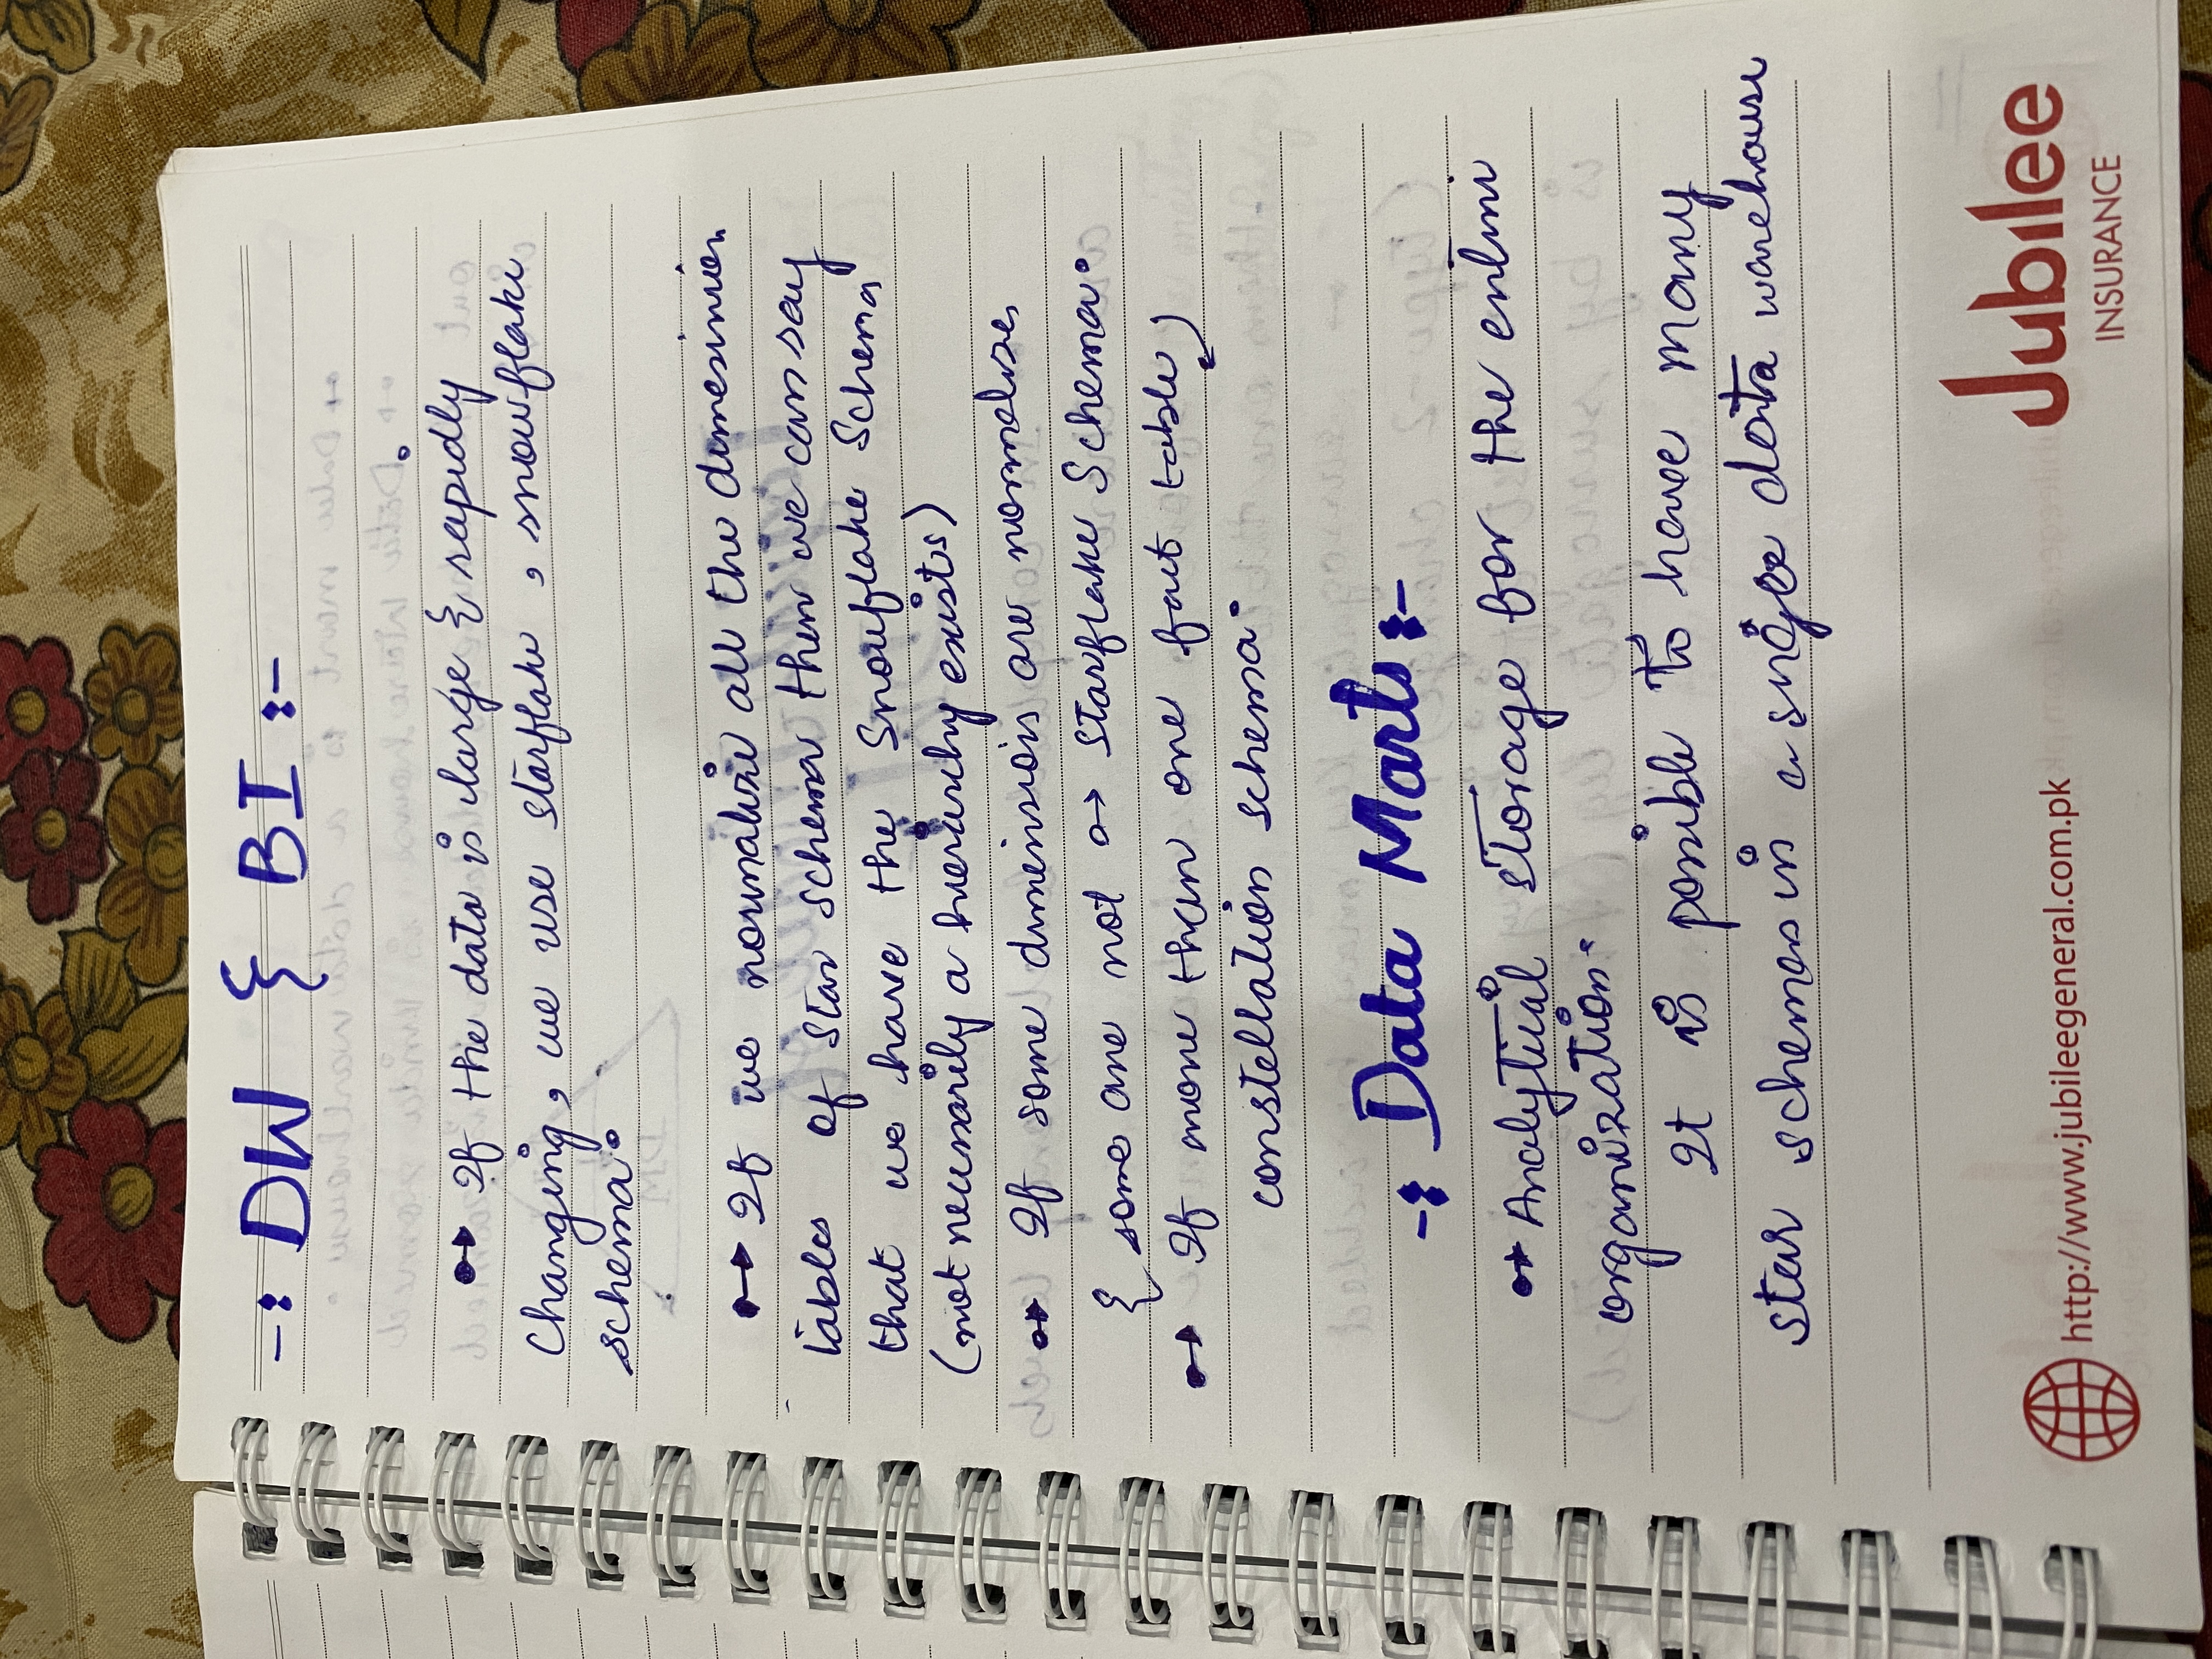 -: DW & BI :-
•→ If the data is large & rapidly
changing, we use starflake, snowflake
schema.
•→ If we normalize all the dimesinion
tables of star schema then we can say
that we have the Snowflake Schema
(not necessarily a hierarchy exists)
•→ If some dimensiois are normalizes
& some are not → Starflake Schema.
•→ If more than one fact table
constellation schema.
-: Data Marts :-
•→ Analytical storage for the entire
organization.
It is possible to have many
star schemas in a single data warehouse
http://www.jubileegeneral.com.pk
Jubilee
INSURANCE